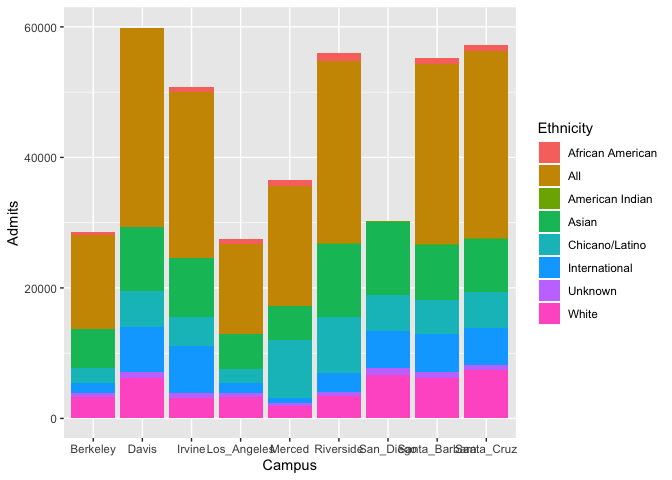 60000
40000
20000
0
Admits
Berkeley Davis Irvine Los_Angeles Merced Riverside San_Diego Santa_Barbara Santa_Cruz
Campus
Ethnicity
African American
All
American Indian
Asian
Chicano/Latino
International
Unknown
White